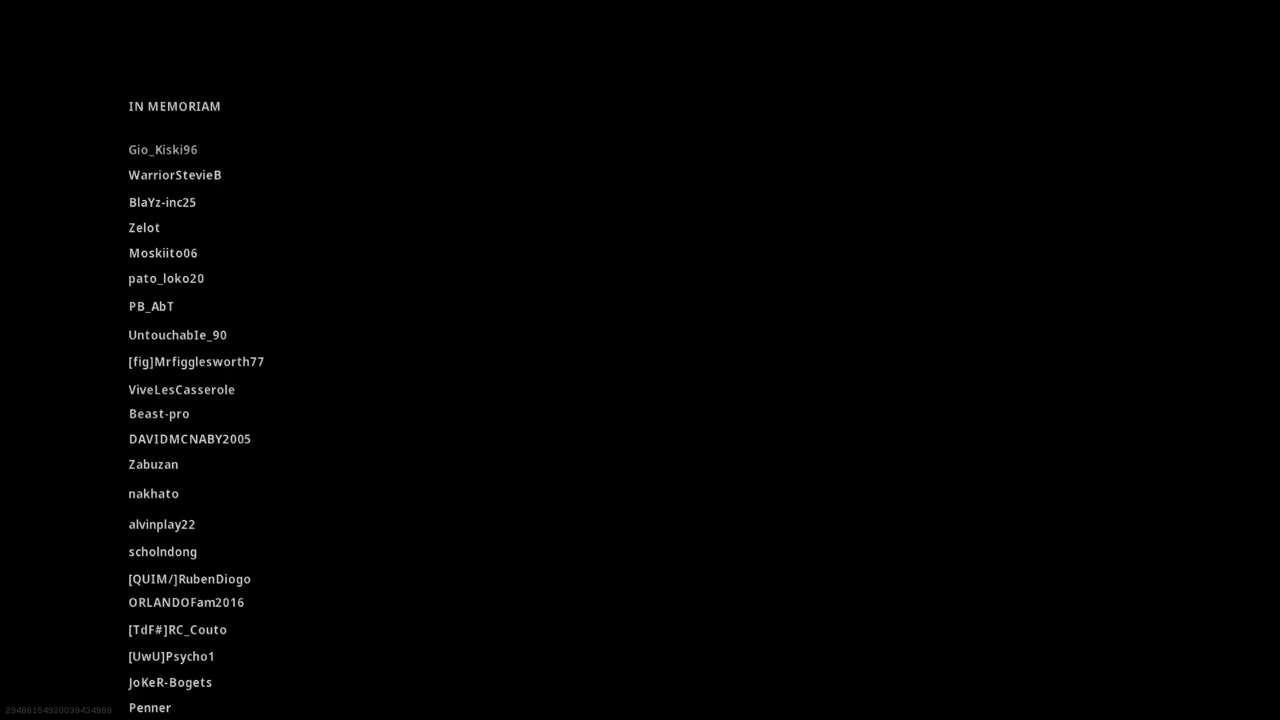 IN MEMORIAM
Gio_Kiski96
WarriorStevieB
BlaYz-inc25
Zelot
Moskiito06
pato_loko20
PB_AbT
UntouchabIe_90
[fig]Mrfigglesworth77
ViveLesCasserole
Beast-pro
DAVIDMCNABY2005
Zabuzan
nakhato
alvinplay22
scholndong
[QUIM/]RubenDiogo
ORLANDOFam2016
[TdF#]RC_Couto
[UwU]Psycho1
JoKeR-Bogets
Penner
29486154920039434989